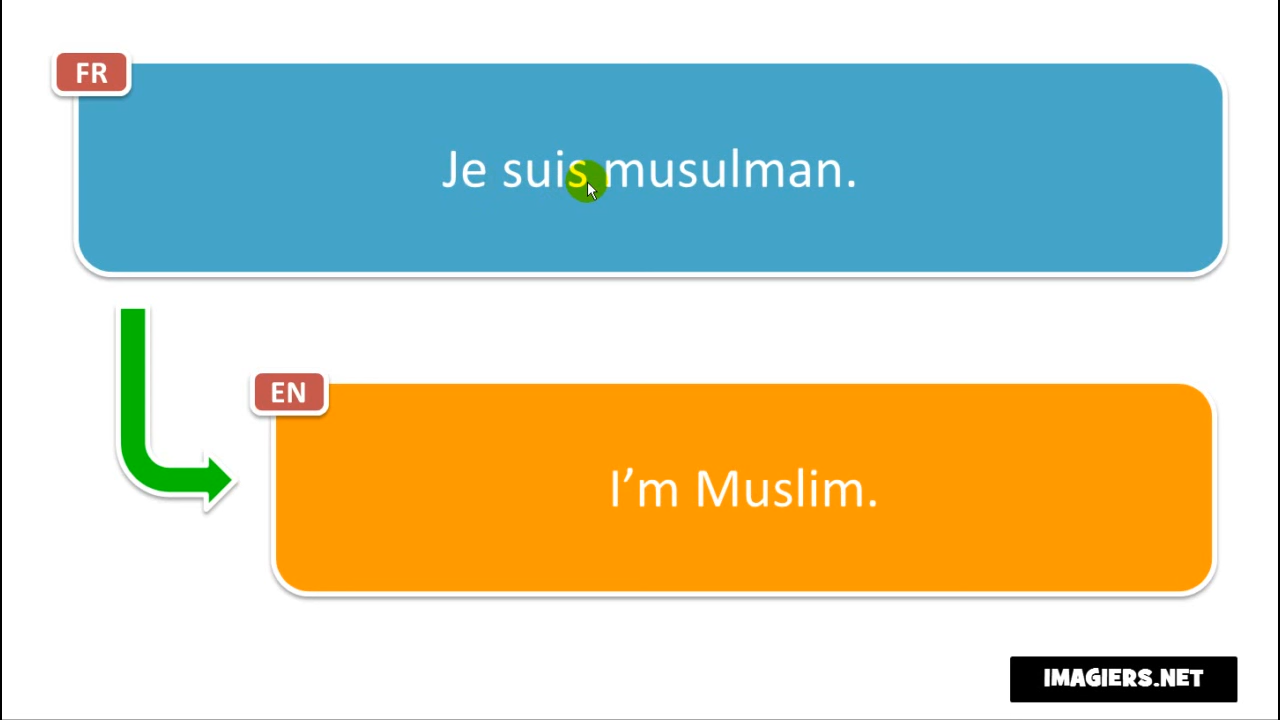 FR
Je suis musulman.
EN
I’m Muslim.
IMAGIERS.NET